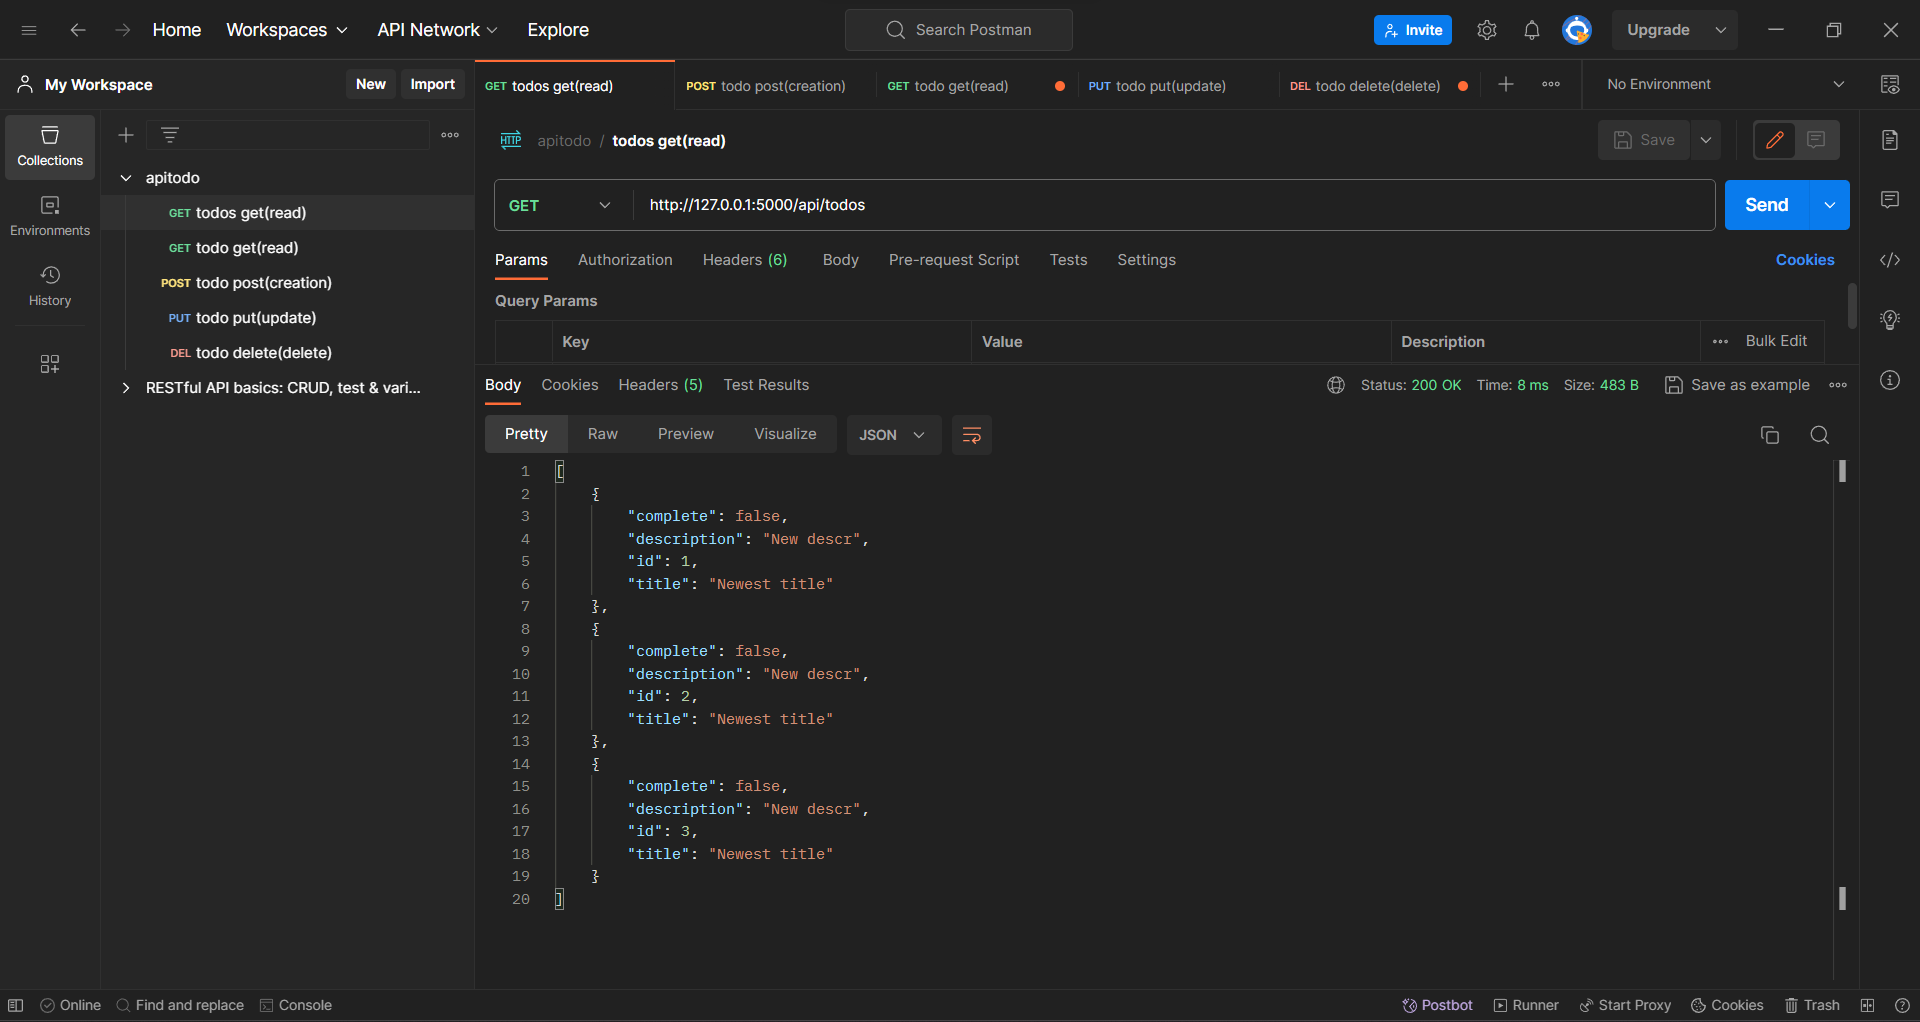 Home Workspaces API Network Explore Search Postman Invite Upgrade
My Workspace New Import
GET todos get(read) POST todo post(creation) GET todo get(read) PUT todo put(update) DEL todo delete(delete) No Environment
Collections
Environments
History
apitodo
GET todos get(read)
GET todo get(read)
POST todo post(creation)
PUT todo put(update)
DEL todo delete(delete)
RESTful API basics: CRUD, test & vari...
HTTP apitodo / todos get(read) Save
GET http://127.0.0.1:5000/api/todos Send
Params Authorization Headers (6) Body Pre-request Script Tests Settings Cookies
Query Params
Key Value Description Bulk Edit
Body Cookies Headers (5) Test Results Status: 200 OK Time: 8 ms Size: 483 B Save as example
Pretty Raw Preview Visualize JSON
1 [
2 {
3 "complete": false,
4 "description": "New descr",
5 "id": 1,
6 "title": "Newest title"
7 },
8 {
9 "complete": false,
10 "description": "New descr",
11 "id": 2,
12 "title": "Newest title"
13 },
14 {
15 "complete": false,
16 "description": "New descr",
17 "id": 3,
18 "title": "Newest title"
19 }
20 ]
Online Find and replace Console Postbot Runner Start Proxy Cookies Trash